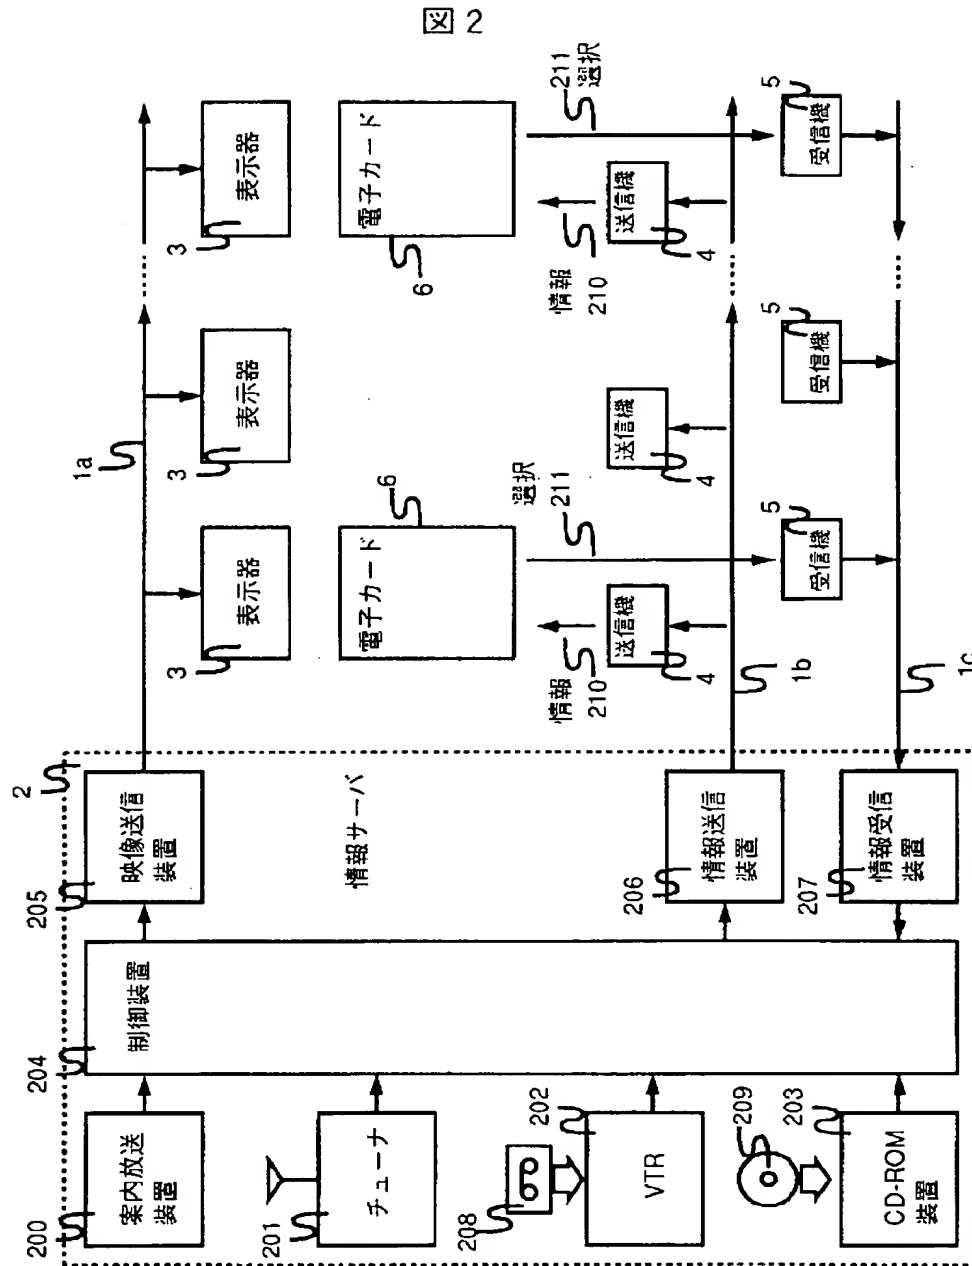 図2
1a
表示器
3
表示器
3
表示器
3
電子カード
6
電子カード
6
211
選択
選択
211
情報
210
情報
210
送信機
4
送信機
4
送信機
4
受信機
5
受信機
5
受信機
5
1b
1c
2
情報サーバ
映像送信
装置
205
情報送信
装置
206
情報受信
装置
207
制御装置
204
案内放送
装置
200
チューナ
201
VTR
202
208
CD-ROM
装置
203
209